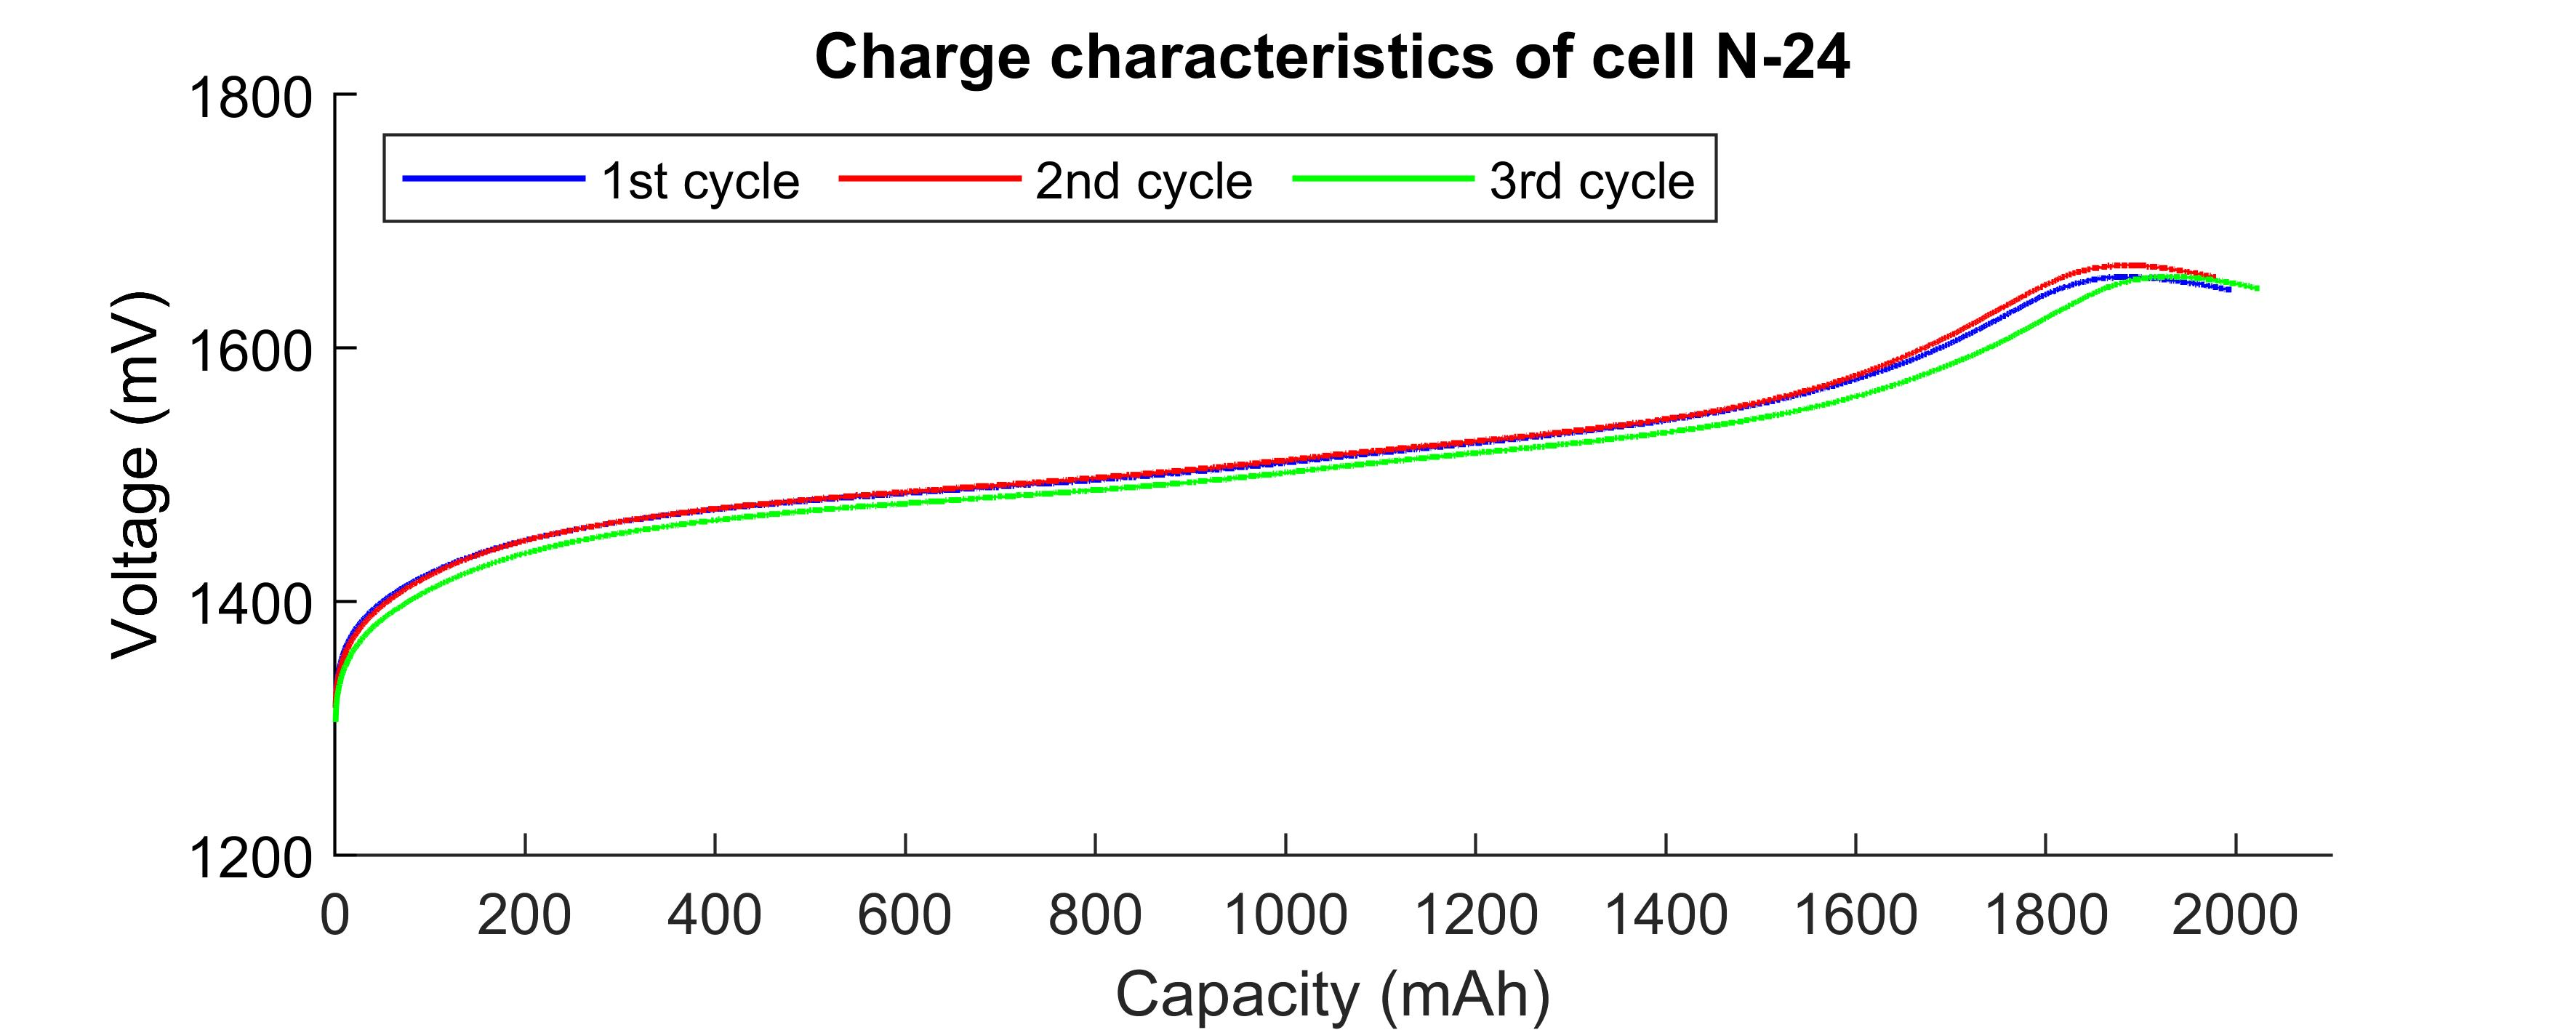 Charge characteristics of cell N-24
1800
1st cycle 2nd cycle 3rd cycle
1600
1400
1200
Voltage (mV)
0 200 400 600 800 1000 1200 1400 1600 1800 2000
Capacity (mAh)